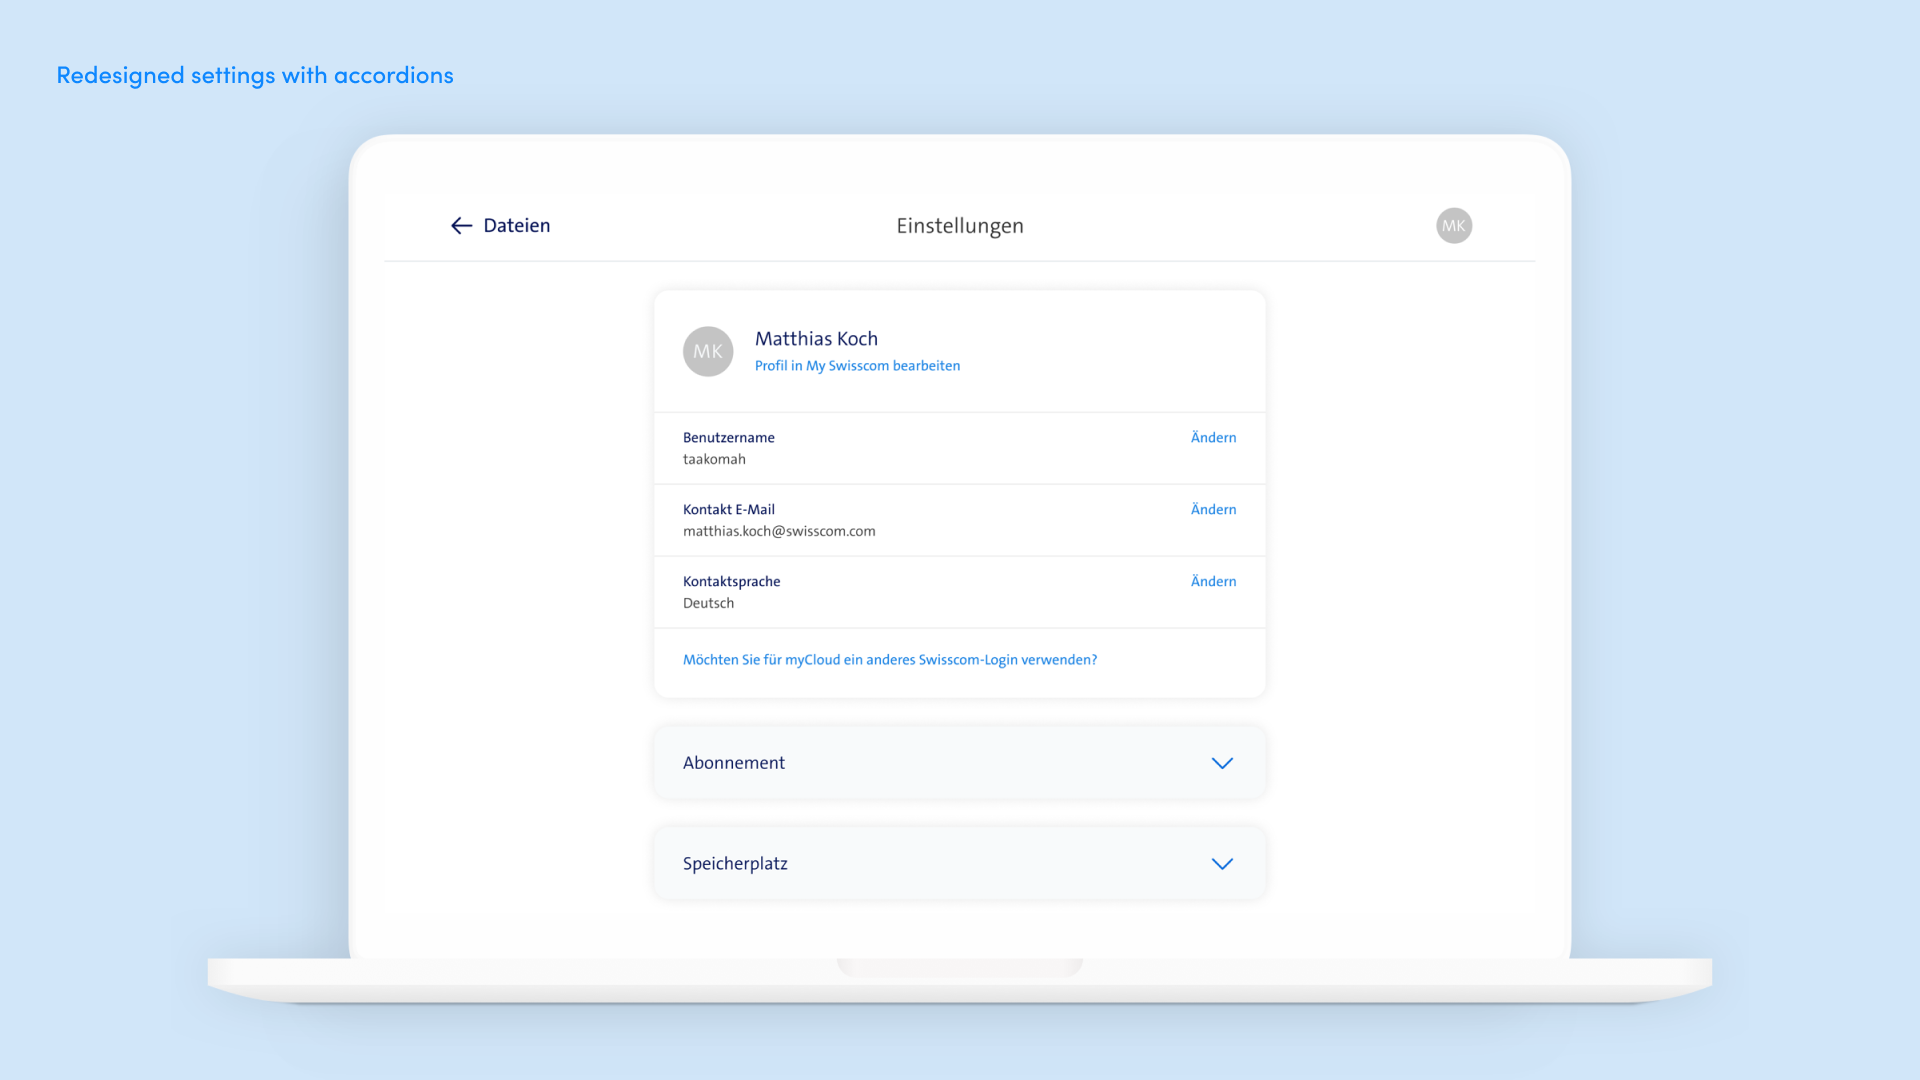 Redesigned settings with accordions
Dateien
Einstellungen
MK
MK
Matthias Koch
Profil in My Swisscom bearbeiten
Benutzername
Ändern
taakomah
Kontakt E-Mail
Ändern
matthias.koch@swisscom.com
Kontaktsprache
Ändern
Deutsch
Möchten Sie für myCloud ein anderes Swisscom-Login verwenden?
Abonnement
Speicherplatz